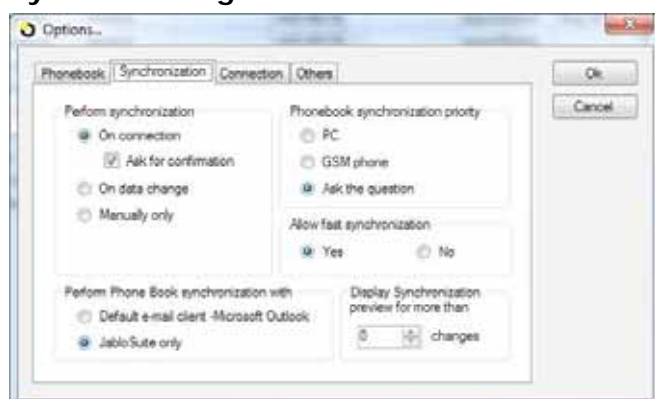 Options...
Phonebook Synchronization Connection Others
Ok
Cancel
Perform synchronization
On connection
Ask for confirmation
On data change
Manually only
Phonebook synchronization priority
PC
GSM phone
Ask the question
Allow fast synchronization
Yes No
Perform Phone Book synchronization with
Default e-mail client -Microsoft Outlook
JabloSuite only
Display Synchronization
preview for more than
0 changes